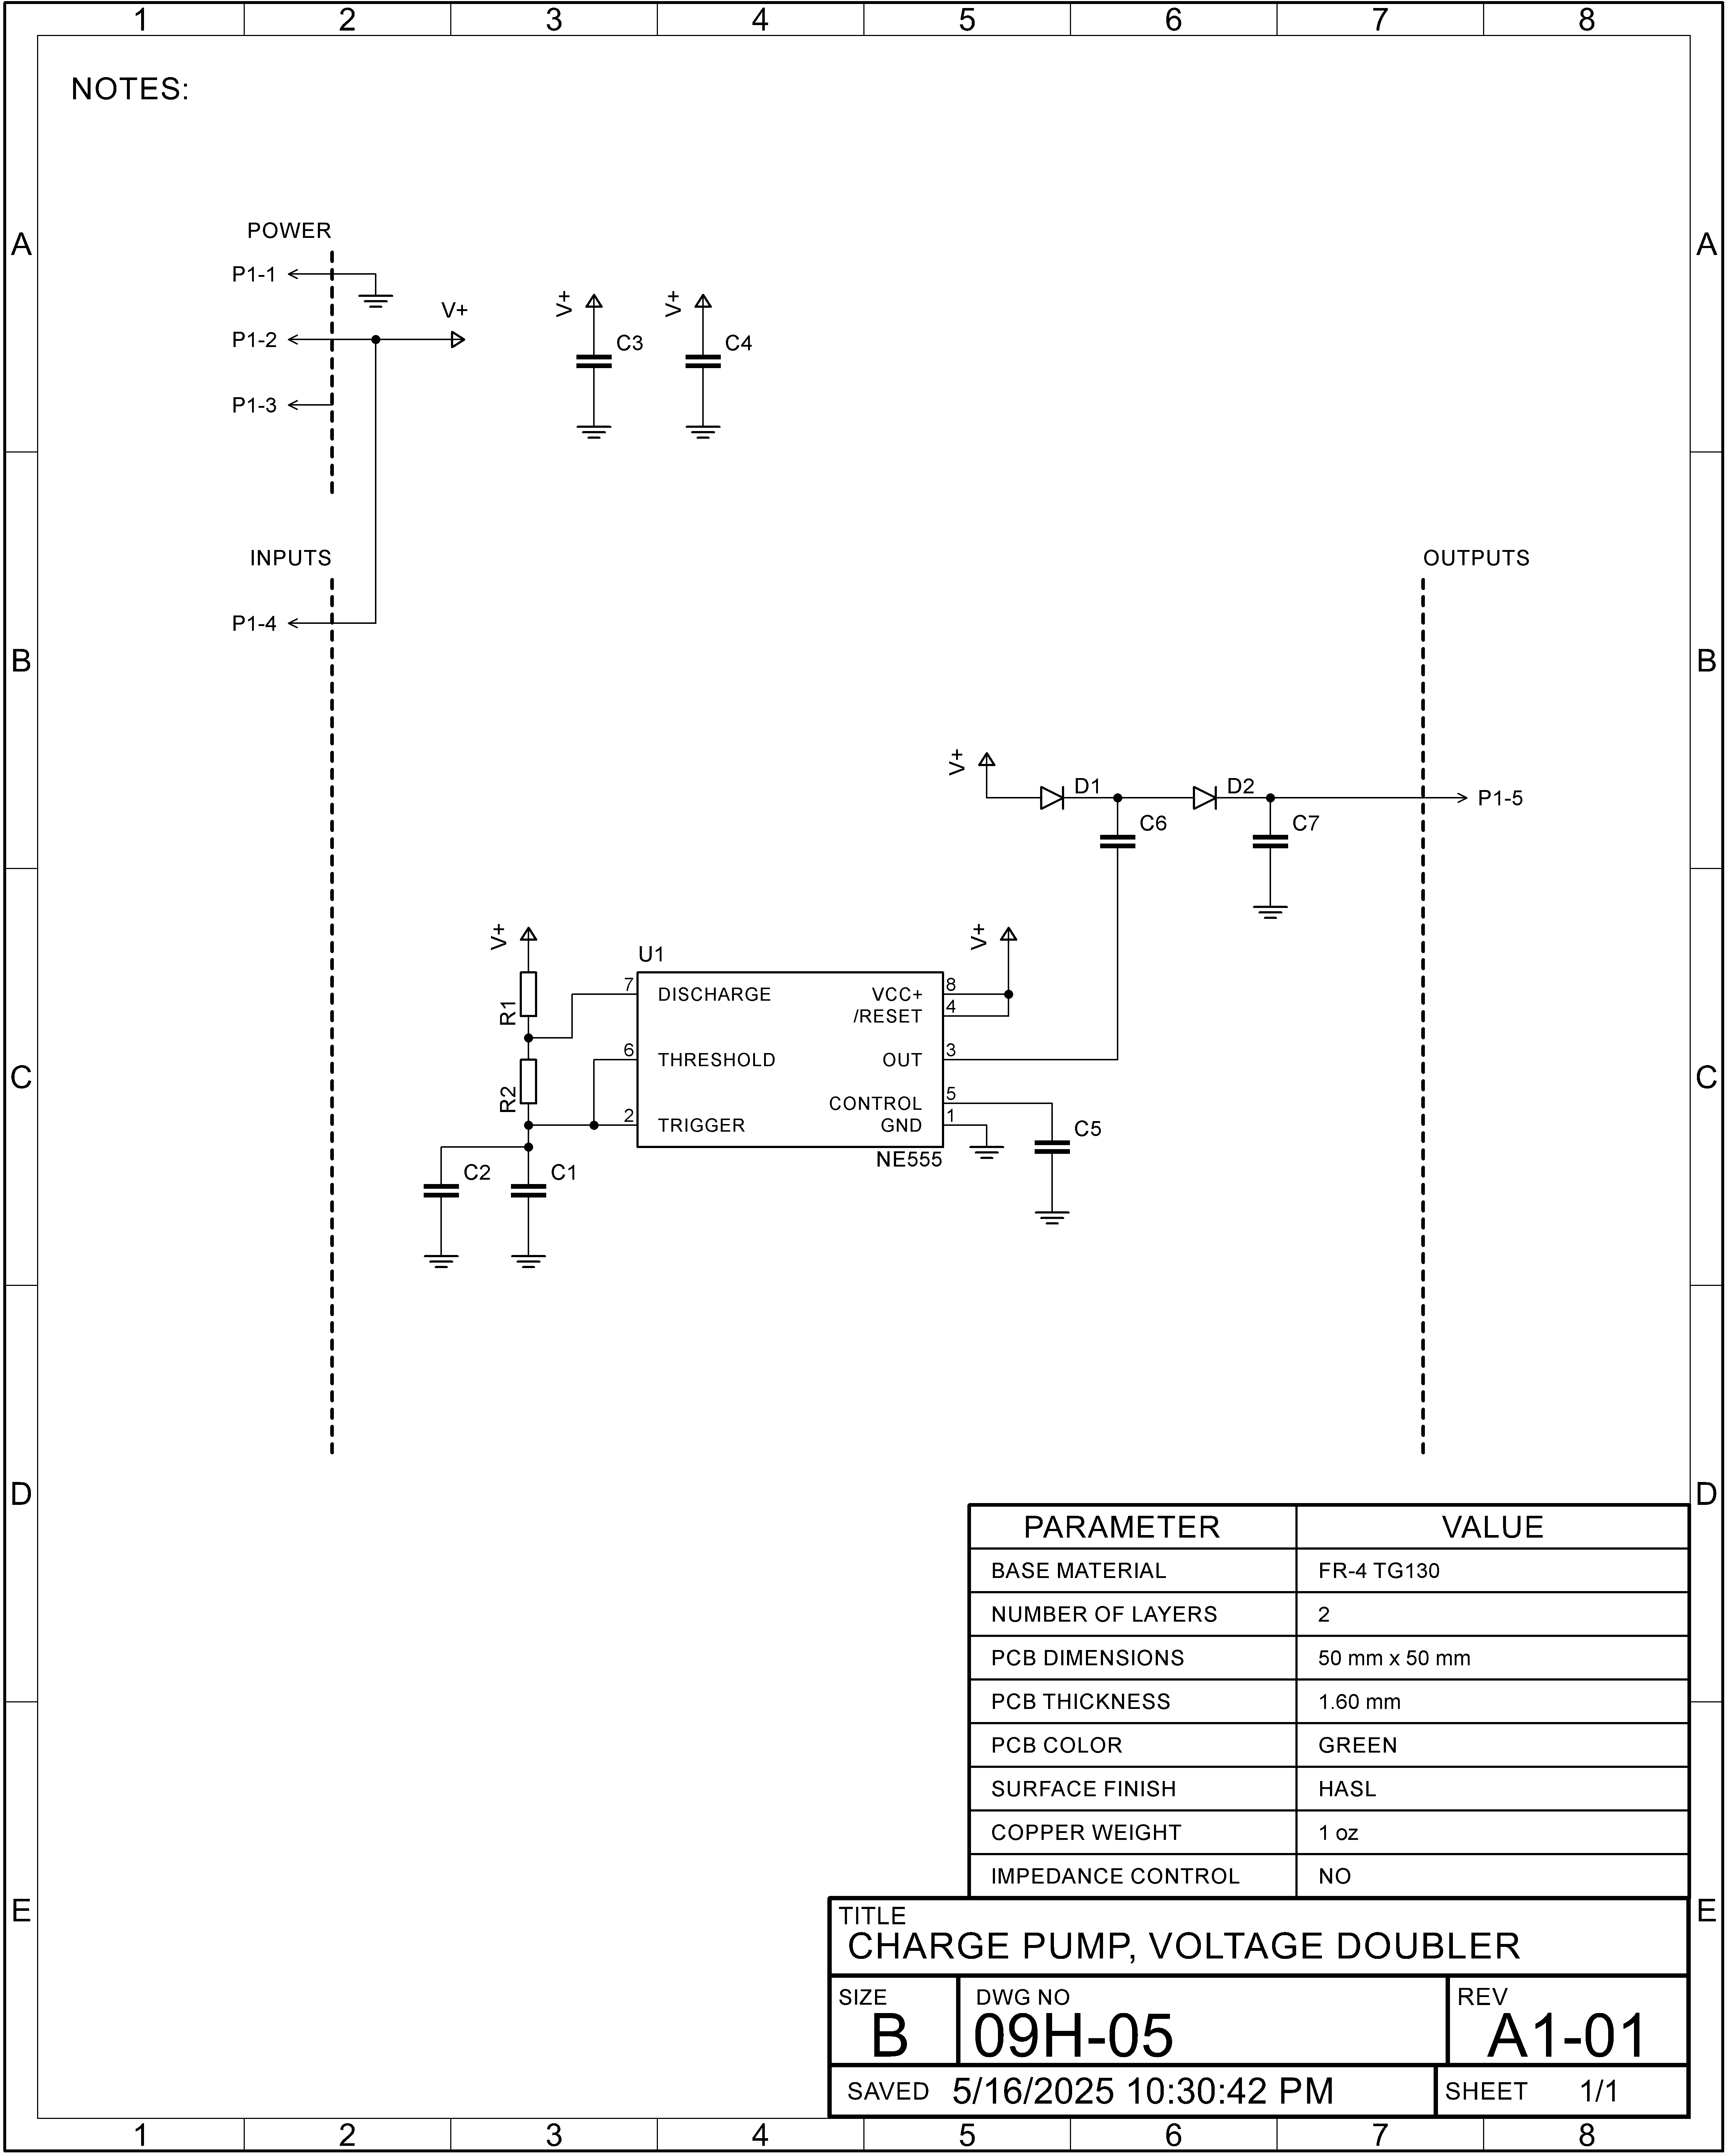 1 2 3 4 5 6 7 8
NOTES:
A A
POWER
P1-1
V+
P1-2
P1-3
V+ C3
V+ C4
INPUTS
OUTPUTS
P1-4
B B
V+
D1 D2
P1-5
C6 C7
V+
V+
U1
R1
7 DISCHARGE VCC+ 8
/RESET 4
6 THRESHOLD OUT 3
R2
CONTROL 5
2 TRIGGER GND 1
NE555
C5
C2 C1
C C
D D
PARAMETER VALUE
BASE MATERIAL FR-4 TG130
NUMBER OF LAYERS 2
PCB DIMENSIONS 50 mm x 50 mm
PCB THICKNESS 1.60 mm
PCB COLOR GREEN
SURFACE FINISH HASL
COPPER WEIGHT 1 oz
IMPEDANCE CONTROL NO
E E
TITLE
CHARGE PUMP, VOLTAGE DOUBLER
SIZE DWG NO REV
B 09H-05 A1-01
SAVED 5/16/2025 10:30:42 PM SHEET 1/1
1 2 3 4 5 6 7 8